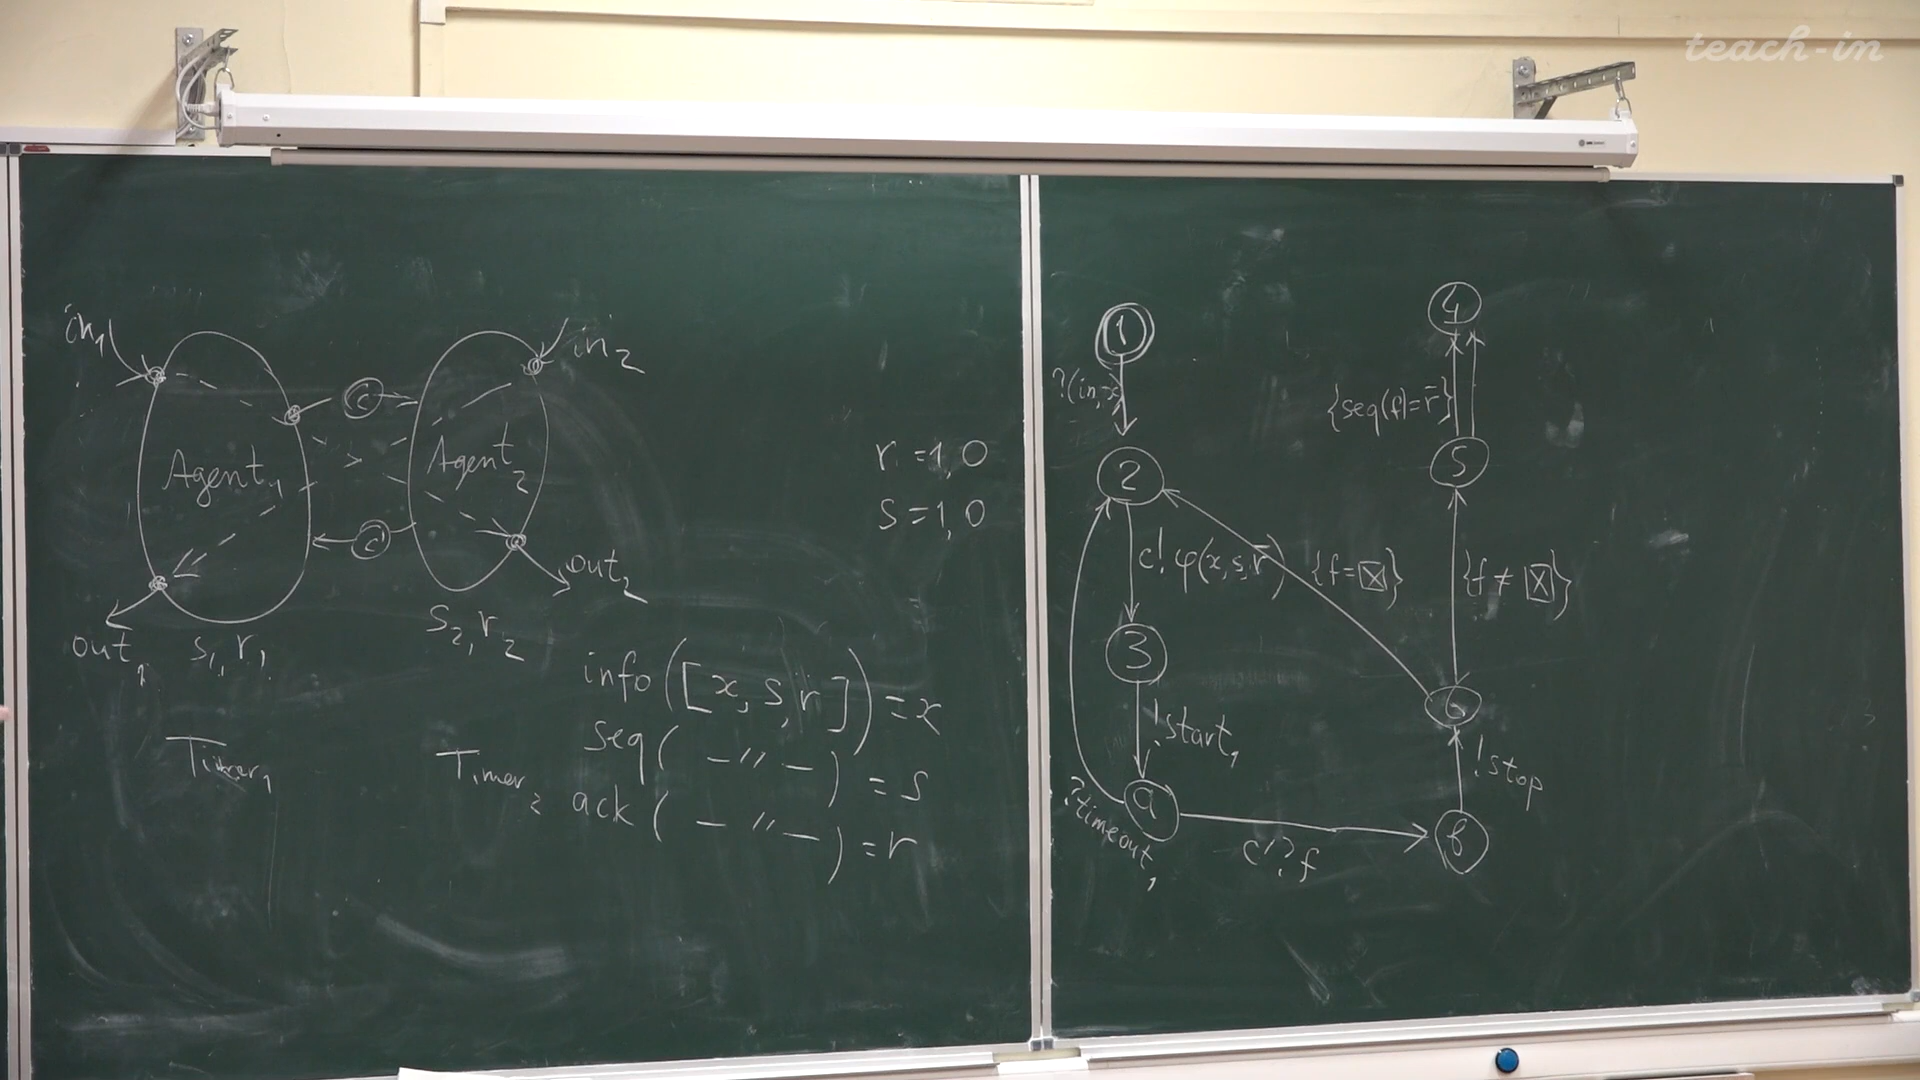 teach-in
in₁
in₂
c
Agent₁
Agent₂
c'
out₁
s₁, r₁
out₂
s₂, r₂
Timer₁
Timer₂
r = 1, 0
s = 1, 0
info([x, s, r]) = x
seq( –〃– ) = s
ack( –〃– ) = r
1
2
c! φ(x, s, r)
3
!start₁
?timeout₁
c'?f
!stop
{f = ☒}
{f ≠ ☒}
5
{seq(f) = r̄}
4